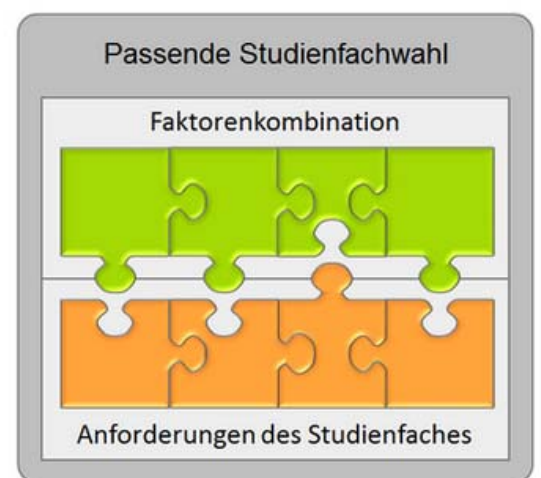 Passende Studienfachwahl
Faktorenkombination
Anforderungen des Studienfaches